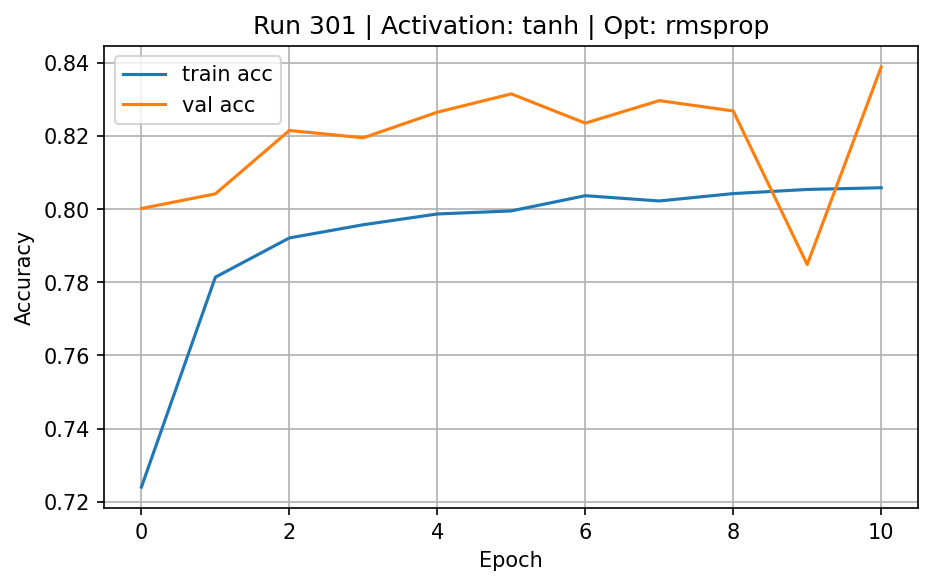 Run 301 | Activation: tanh | Opt: rmsprop
train acc
val acc
Accuracy
0.84
0.82
0.80
0.78
0.76
0.74
0.72
0 2 4 6 8 10
Epoch